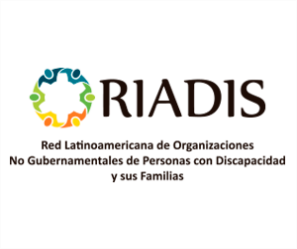 RIADIS
Red Latinoamericana de Organizaciones
No Gubernamentales de Personas con Discapacidad
y sus Familias